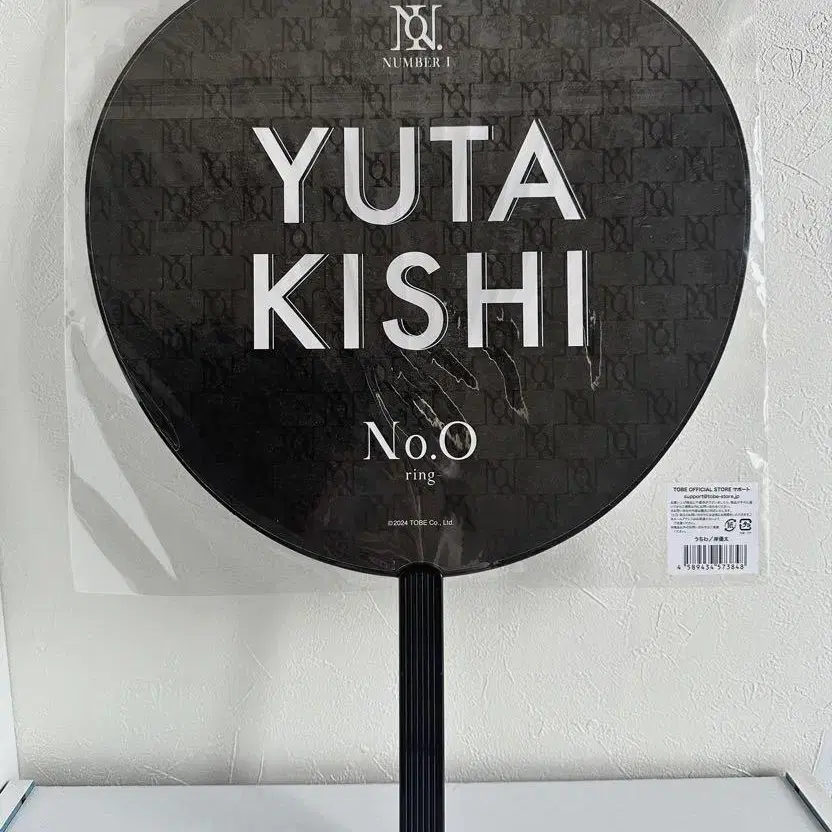 NUMBER I
YUTA
KISHI
No.O
-ring-
©2024 TOBE Co., Ltd.
TOBE OFFICIAL STORE サポート
support@tobe-store.jp
うちわ／岸優太
4 589434 573848